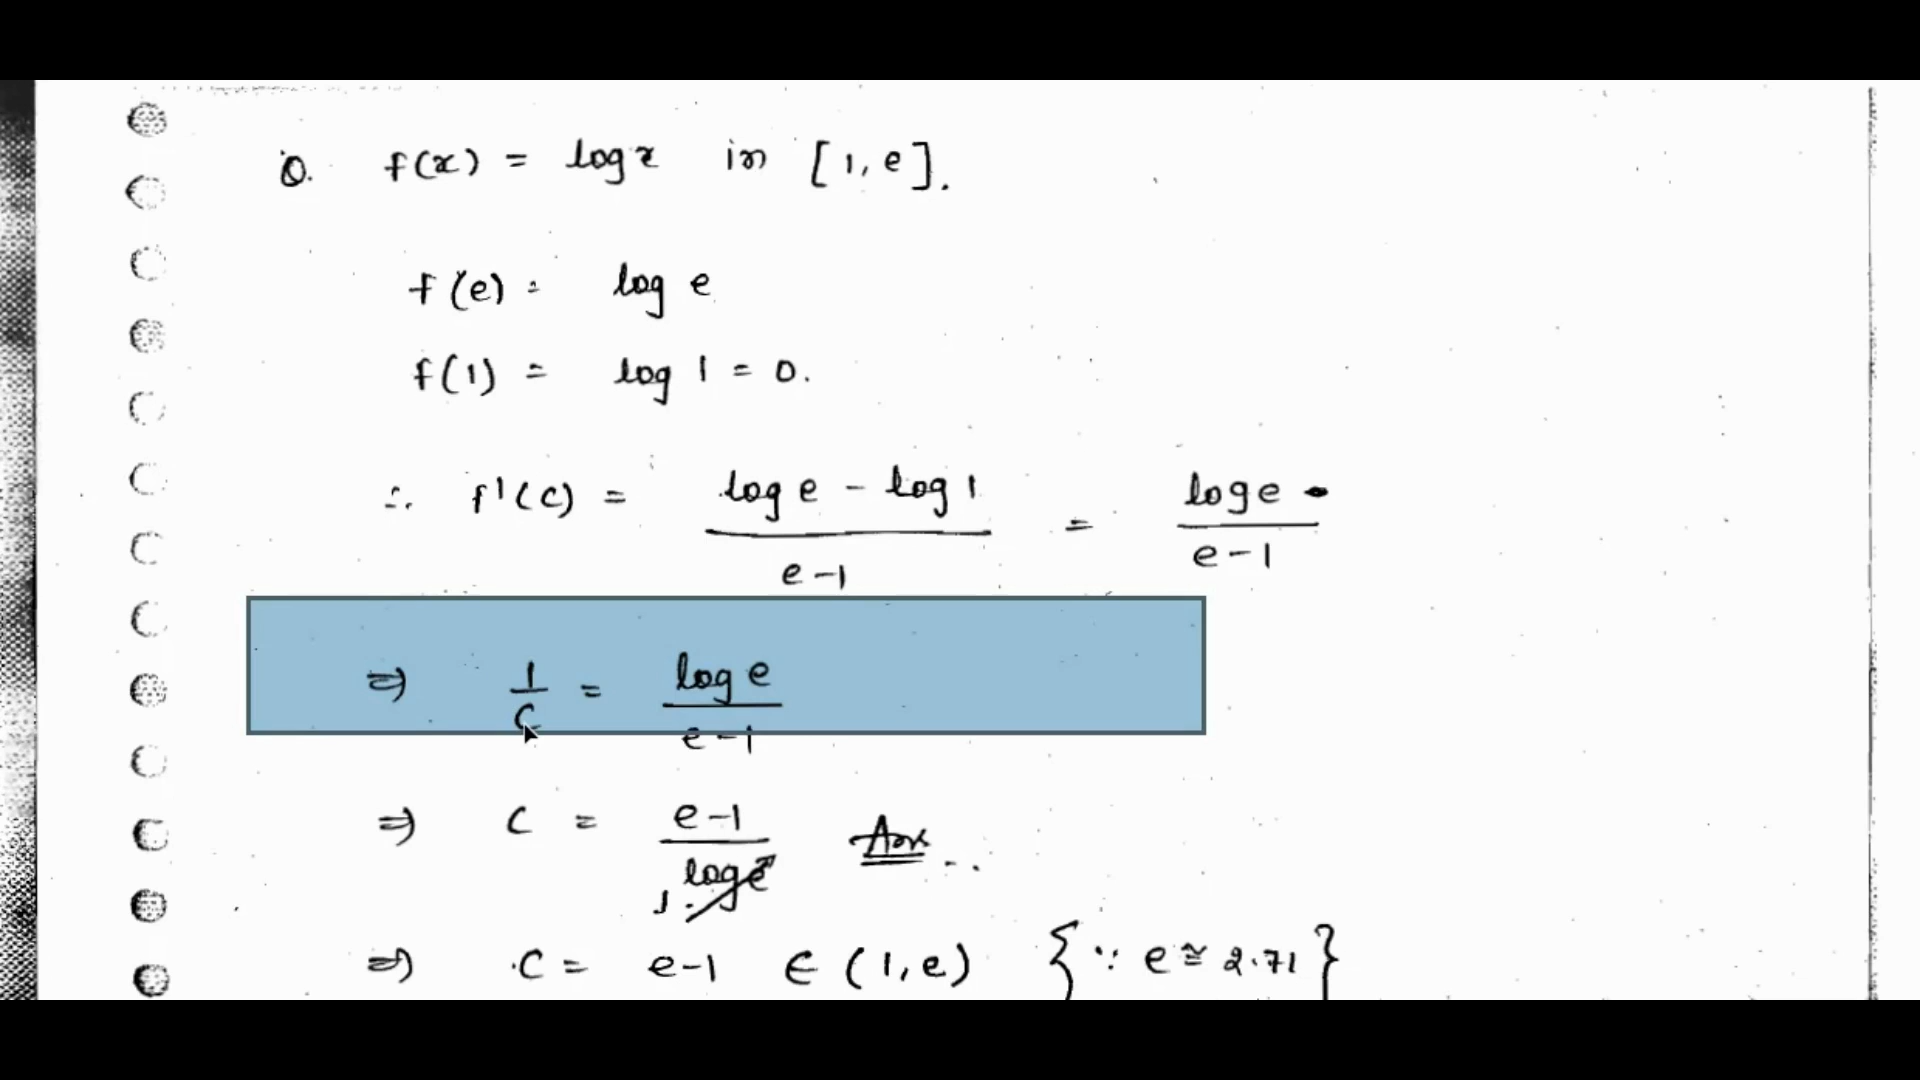 Q. f(x) = log x in [1, e].
f(e) = log e
f(1) = log 1 = 0.
∴ f'(c) = (log e - log 1)/(e-1) = log e/(e-1)
⇒ 1/c = log e/(e-1)
⇒ c = (e-1)/log e 1 Ans
⇒ c = e-1 ∈ (1, e) {∵ e ≅ 2.71}